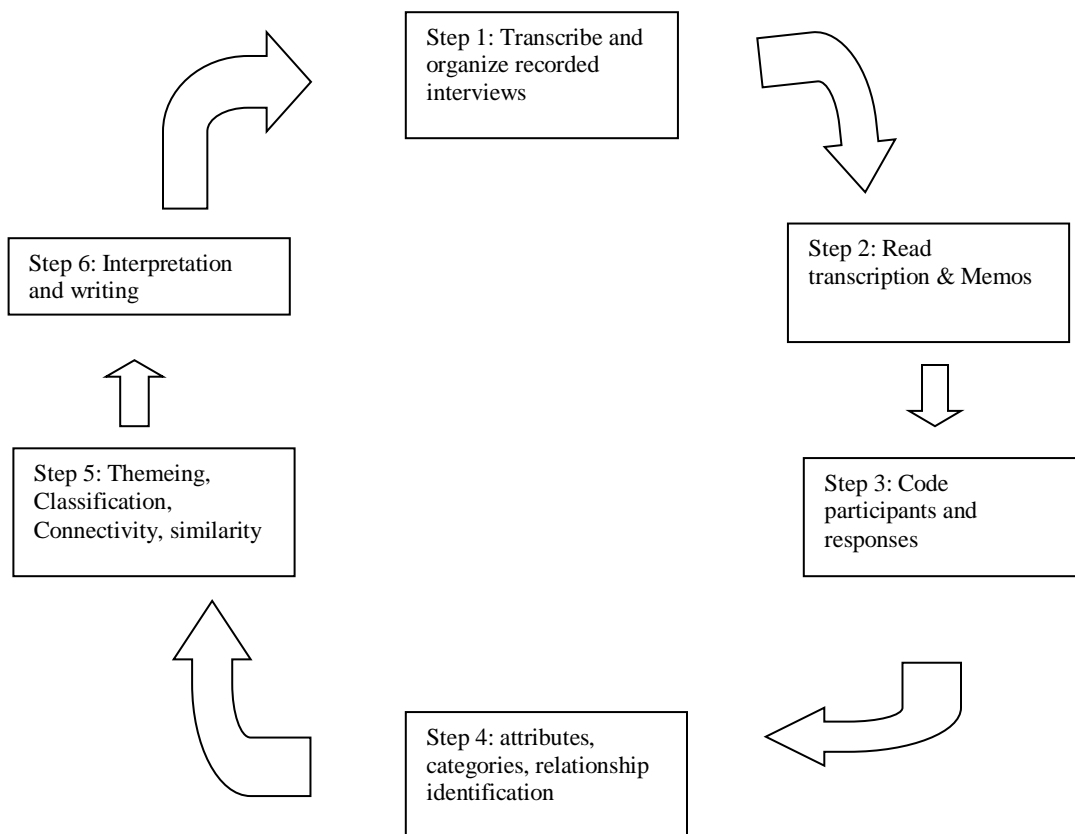 Step 1: Transcribe and
organize recorded
interviews
Step 2: Read
transcription & Memos
Step 3: Code
participants and
responses
Step 4: attributes,
categories, relationship
identification
Step 5: Themeing,
Classification,
Connectivity, similarity
Step 6: Interpretation
and writing